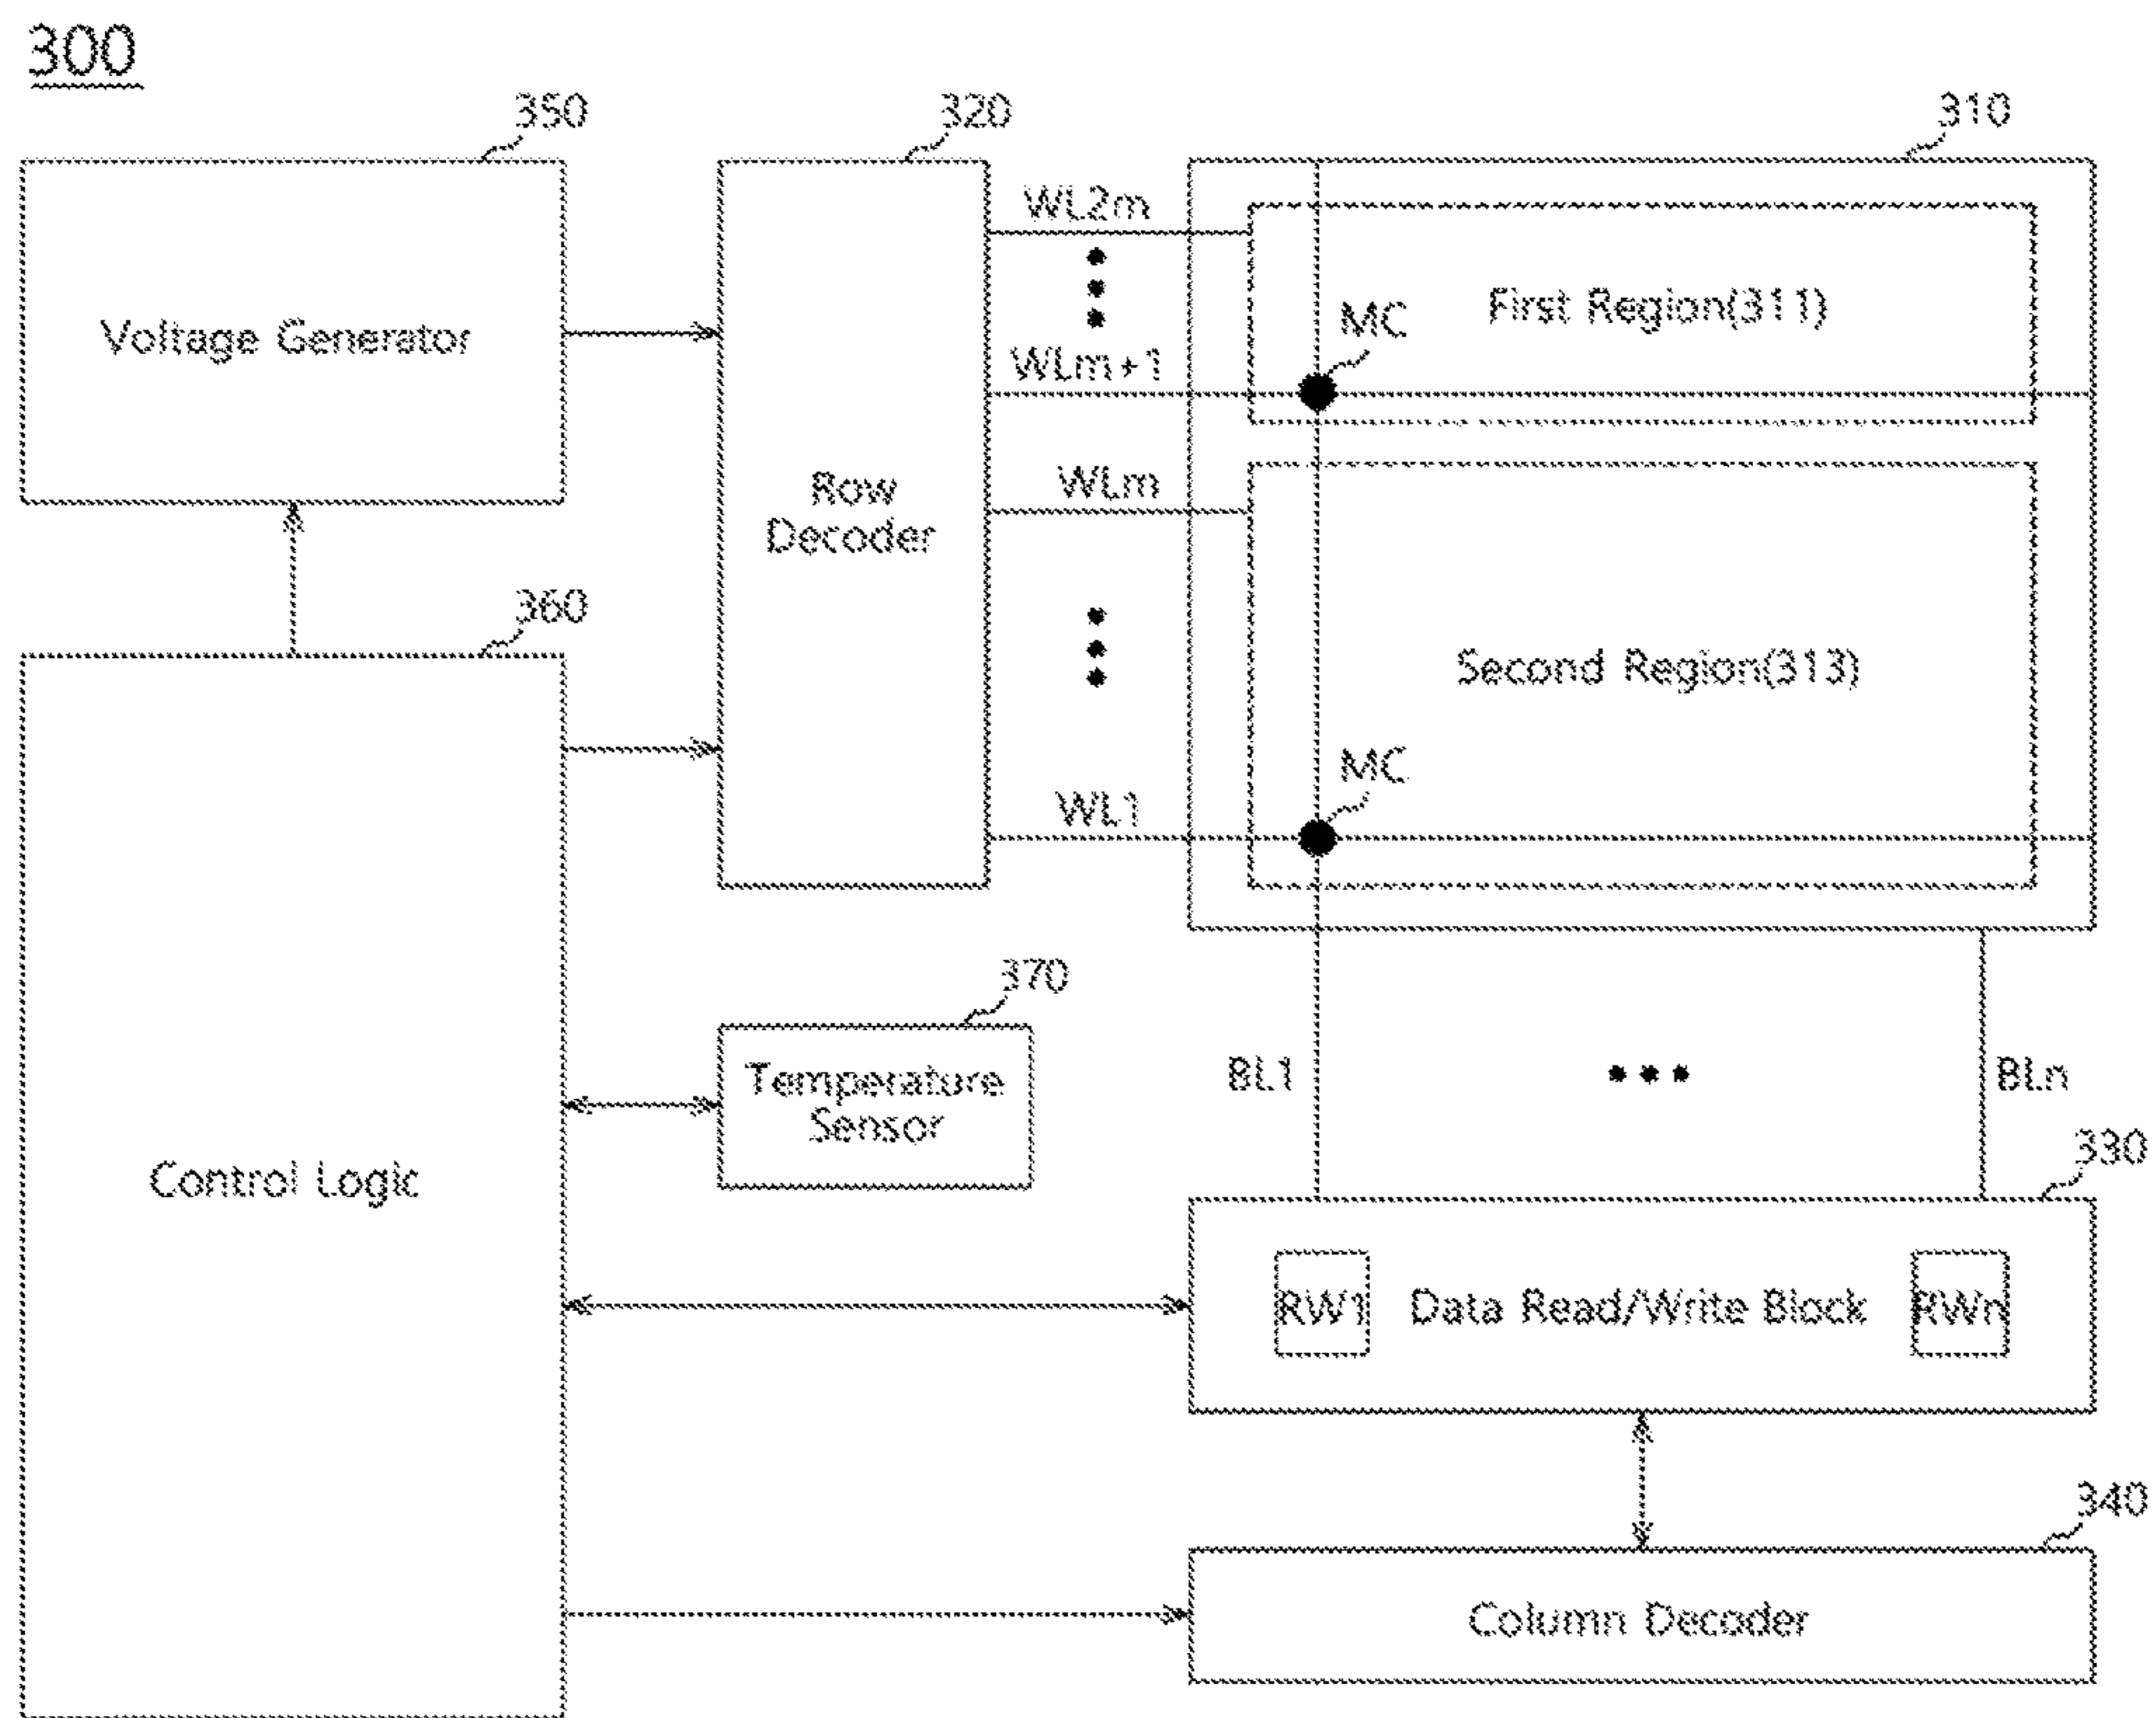 300
350
320
310
Voltage Generator
WL2m
First Region(311)
MC
WLm+1
Row
Decoder
WLm
360
Second Region(313)
MC
WL1
370
Temperature
Sensor
BL1
BLn
330
Control Logic
RW1
Data Read/Write Block
RWn
340
Column Decoder